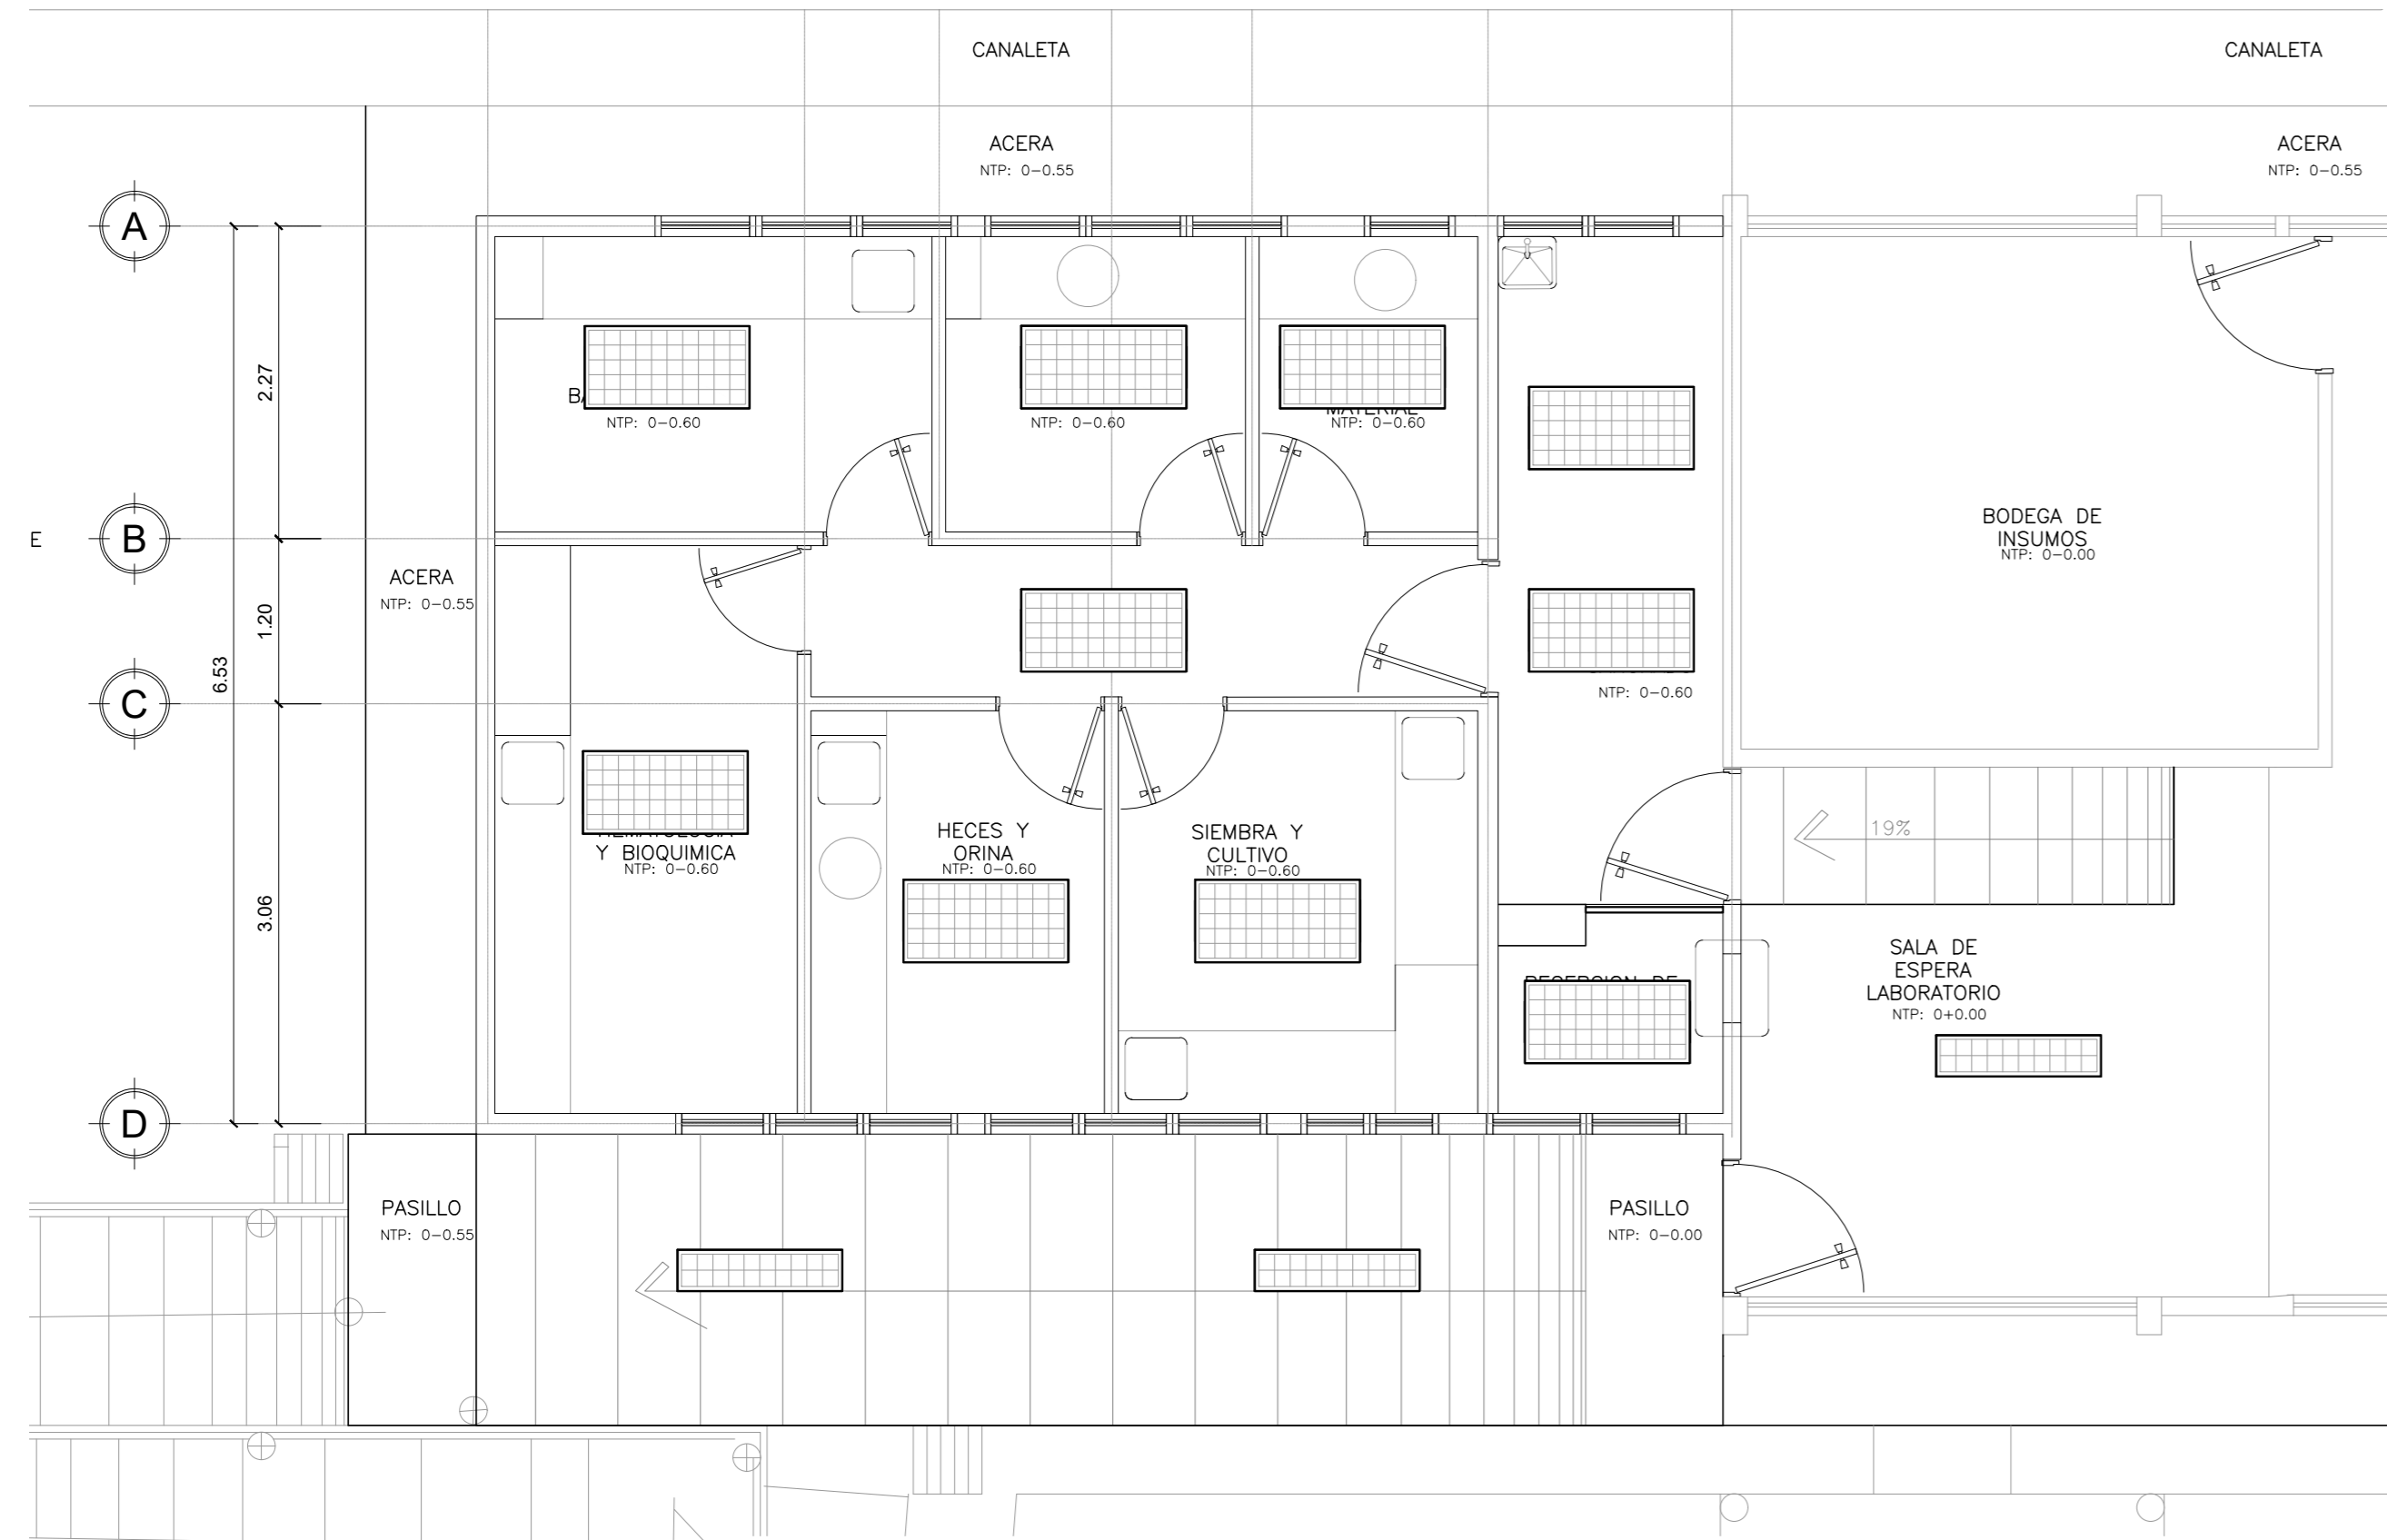 CANALETA
CANALETA
ACERA
NTP: 0-0.55
ACERA
NTP: 0-0.55
A
2.27
NTP: 0-0.60
NTP: 0-0.60
MATERIAL
NTP: 0-0.60
E
B
BODEGA DE
INSUMOS
NTP: 0-0.00
ACERA
NTP: 0-0.55
1.20
6.53
C
NTP: 0-0.60
HEMATOLOGIA
Y BIOQUIMICA
NTP: 0-0.60
HECES Y
ORINA
NTP: 0-0.60
SIEMBRA Y
CULTIVO
NTP: 0-0.60
19%
3.06
RECEPCION DE
SALA DE
ESPERA
LABORATORIO
NTP: 0+0.00
D
PASILLO
NTP: 0-0.55
PASILLO
NTP: 0-0.00